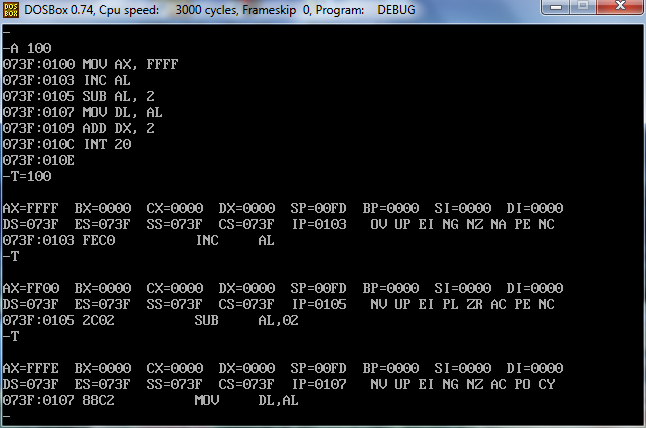 DOSBox 0.74, Cpu speed: 3000 cycles, Frameskip 0, Program: DEBUG
-
-A 100
073F:0100 MOV AX, FFFF
073F:0103 INC AL
073F:0105 SUB AL, 2
073F:0107 MOV DL, AL
073F:0109 ADD DX, 2
073F:010C INT 20
073F:010E
-T=100
AX=FFFF BX=0000 CX=0000 DX=0000 SP=00FD BP=0000 SI=0000 DI=0000
DS=073F ES=073F SS=073F CS=073F IP=0103 OV UP EI NG NZ NA PE NC
073F:0103 FEC0 INC AL
-T
AX=FF00 BX=0000 CX=0000 DX=0000 SP=00FD BP=0000 SI=0000 DI=0000
DS=073F ES=073F SS=073F CS=073F IP=0105 NV UP EI PL ZR AC PE NC
073F:0105 2C02 SUB AL,02
-T
AX=FFFE BX=0000 CX=0000 DX=0000 SP=00FD BP=0000 SI=0000 DI=0000
DS=073F ES=073F SS=073F CS=073F IP=0107 NV UP EI NG NZ AC PO CY
073F:0107 88C2 MOV DL,AL
-